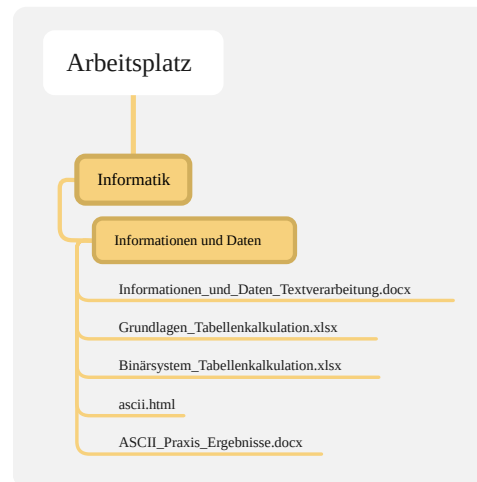 Arbeitsplatz
Informatik
Informationen und Daten
Informationen_und_Daten_Textverarbeitung.docx
Grundlagen_Tabellenkalkulation.xlsx
Binärsystem_Tabellenkalkulation.xlsx
ascii.html
ASCII_Praxis_Ergebnisse.docx